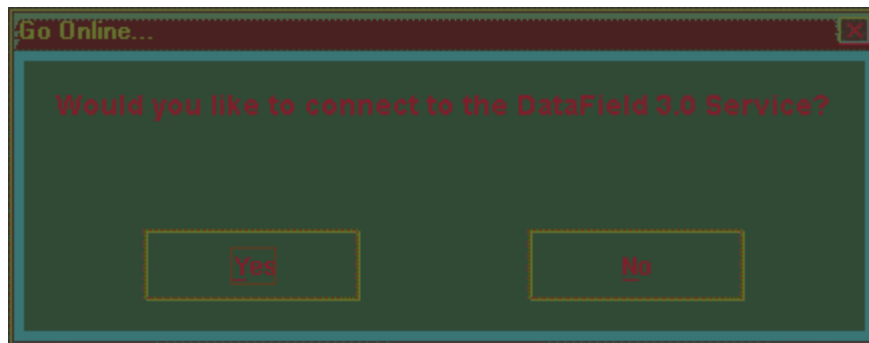 Go Online...
Would you like to connect to the DataField 3.0 Service?
Yes
No